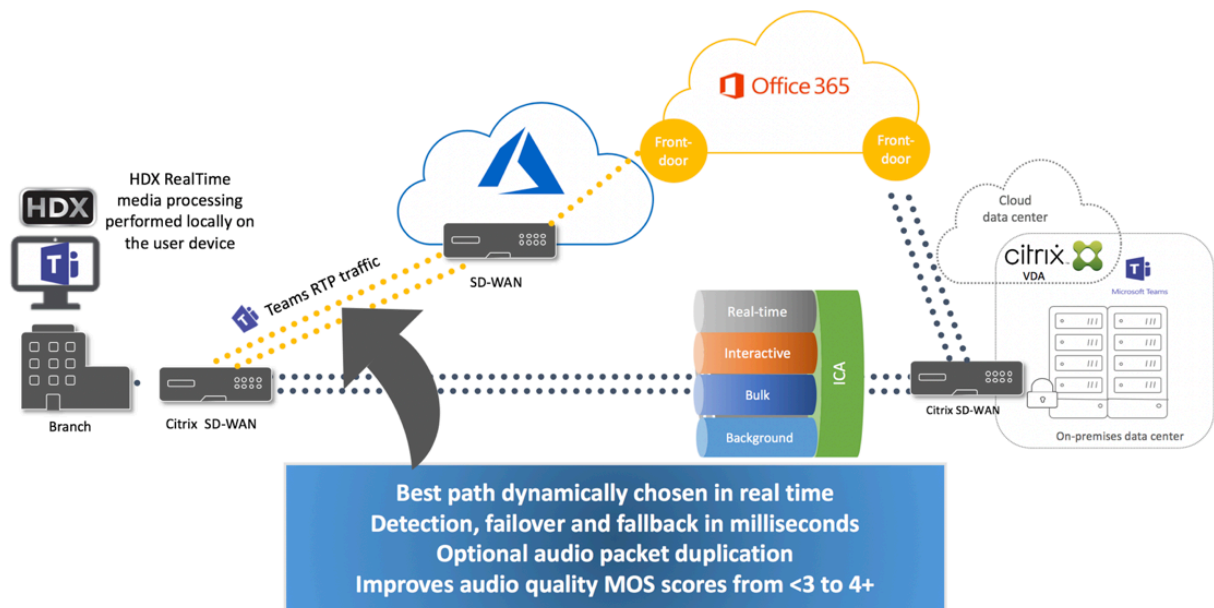 Office 365
Front-
door
Front-
door
HDX
HDX RealTime
media processing
performed locally on
the user device
T
Teams RTP traffic
SD-WAN
Cloud
data center
citrix
VDA
Microsoft Teams
Real-time
Interactive
Bulk
Background
ICA
Branch
Citrix SD-WAN
Citrix SD-WAN
On-premises data center
Best path dynamically chosen in real time
Detection, failover and fallback in milliseconds
Optional audio packet duplication
Improves audio quality MOS scores from <3 to 4+